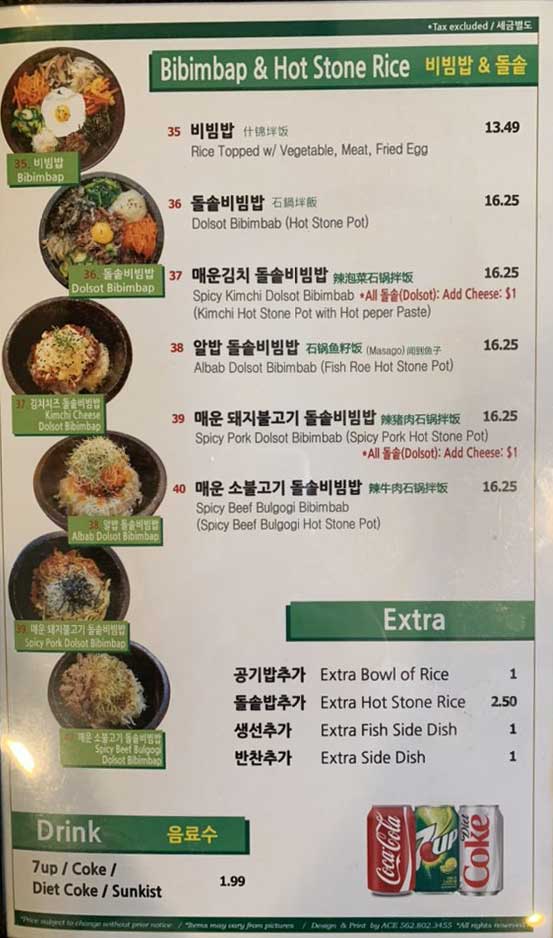 *Tax excluded / 세금별도
Bibimbap & Hot Stone Rice 비빔밥 & 돌솥
35 비빔밥 什锦拌饭 13.49
Rice Topped w/ Vegetable, Meat, Fried Egg
35. 비빔밥
Bibimbap
36 돌솥비빔밥 石鍋拌飯 16.25
Dolsot Bibimbab (Hot Stone Pot)
36. 돌솥비빔밥
Dolsot Bibimbap
37 매운김치 돌솥비빔밥 辣泡菜石锅拌饭 16.25
Spicy Kimchi Dolsot Bibimbap *All 돌솥(Dolsot): Add Cheese: $1
(Kimchi Hot Stone Pot with Hot peper Paste)
38 알밥 돌솥비빔밥 石锅鱼籽饭 (Masago) 闻到鱼子 16.25
Albab Dolsot Bibimbap (Fish Roe Hot Stone Pot)
37. 김치치즈 돌솥비빔밥
Kimchi Cheese
Dolsot Bibimbap
39 매운 돼지불고기 돌솥비빔밥 辣猪肉石锅拌饭 16.25
Spicy Pork Dolsot Bibimbap (Spicy Pork Hot Stone Pot)
*All 돌솥(Dolsot): Add Cheese: $1
40 매운 소불고기 돌솥비빔밥 辣牛肉石锅拌饭 16.25
Spicy Beef Bulgogi Bibimbap
(Spicy Beef Bulgogi Hot Stone Pot)
38. 알밥 돌솥비빔밥
Albab Dolsot Bibimbap
39. 매운 돼지불고기 돌솥비빔밥
Spicy Pork Dolsot Bibimbap
매운 소불고기 돌솥비빔밥
Spicy Beef Bulgogi
Dolsot Bibimbap
Extra
공기밥추가 Extra Bowl of Rice 1
돌솥밥추가 Extra Hot Stone Rice 2.50
생선추가 Extra Fish Side Dish 1
반찬추가 Extra Side Dish 1
Drink 음료수
7up / Coke /
Diet Coke / Sunkist 1.99
Coca-Cola
7UP
Diet Coke
*Price subject to change without prior notice / *Items may vary from pictures / Design & Print by ACE 562.802.3455 *All rights reserved